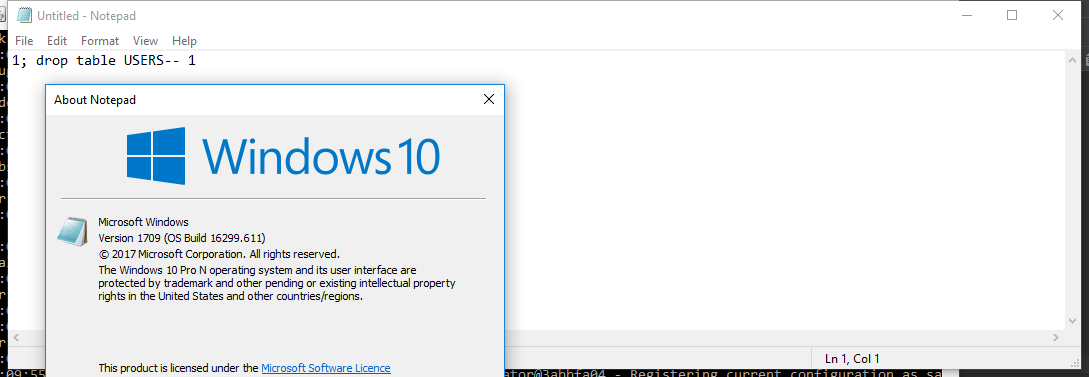 Untitled - Notepad
File Edit Format View Help
1; drop table USERS-- 1
About Notepad
Windows 10
Microsoft Windows
Version 1709 (OS Build 16299.611)
© 2017 Microsoft Corporation. All rights reserved.
The Windows 10 Pro N operating system and its user interface are
protected by trademark and other pending or existing intellectual property
rights in the United States and other countries/regions.
This product is licensed under the Microsoft Software Licence
Ln 1, Col 1
:09:55
- Registering current configuration as sa